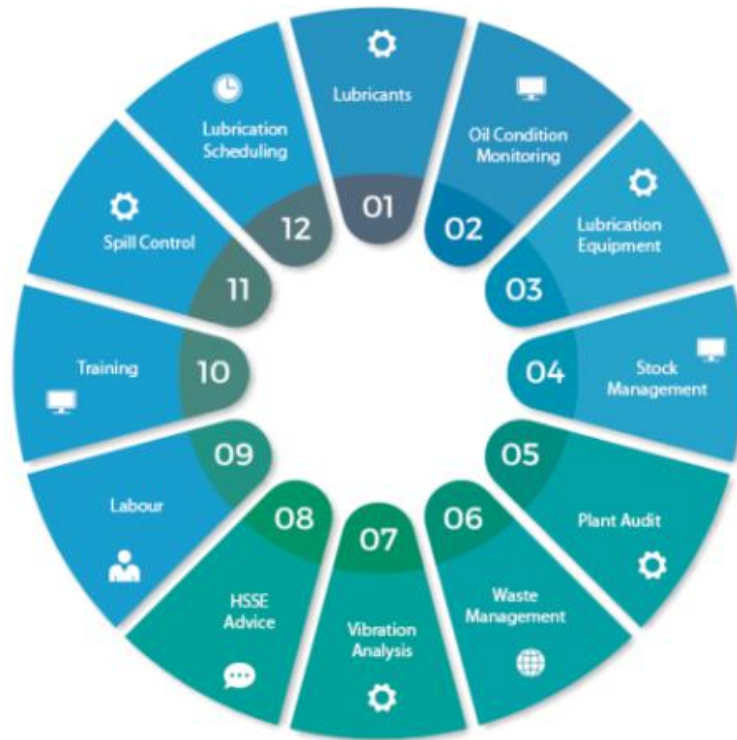 01
Lubricants
02
Oil Condition
Monitoring
03
Lubrication
Equipment
04
Stock
Management
05
Plant Audit
06
Waste
Management
07
Vibration
Analysis
08
HSSE
Advice
09
Labour
10
Training
11
Spill Control
12
Lubrication
Scheduling